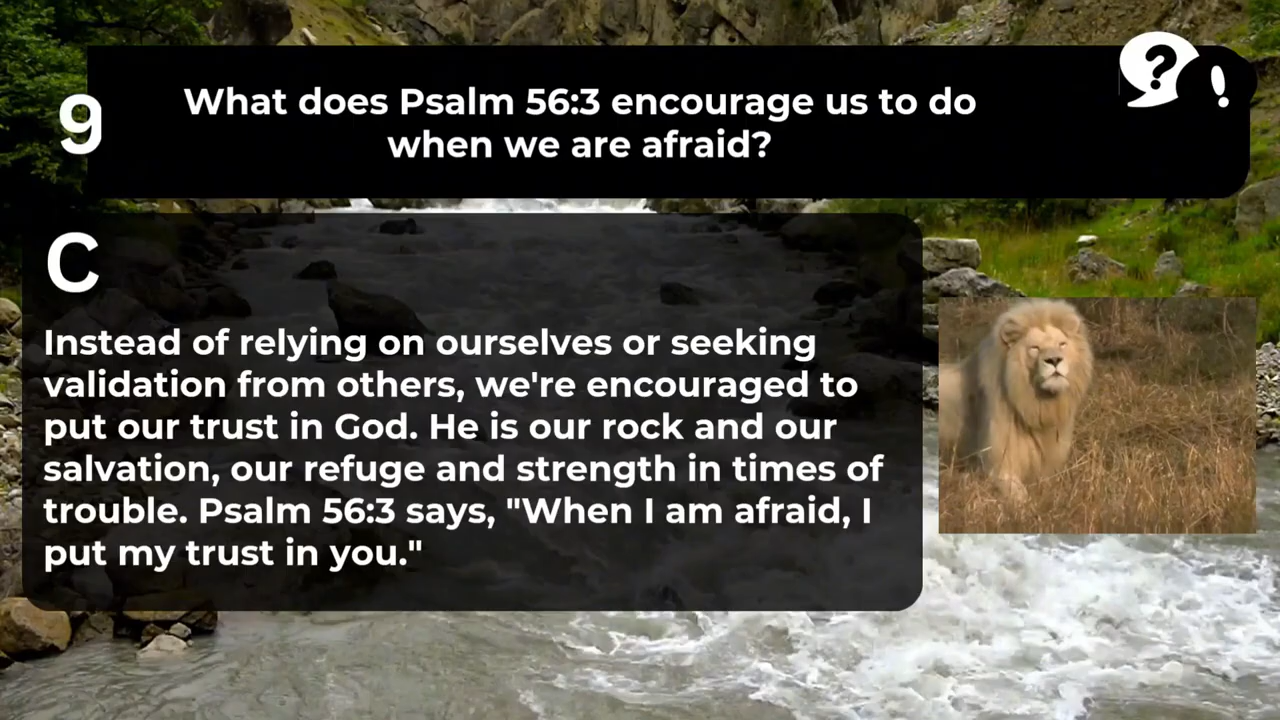 9
What does Psalm 56:3 encourage us to do
when we are afraid?
? !
C
Instead of relying on ourselves or seeking
validation from others, we're encouraged to
put our trust in God. He is our rock and our
salvation, our refuge and strength in times of
trouble. Psalm 56:3 says, "When I am afraid, I
put my trust in you."